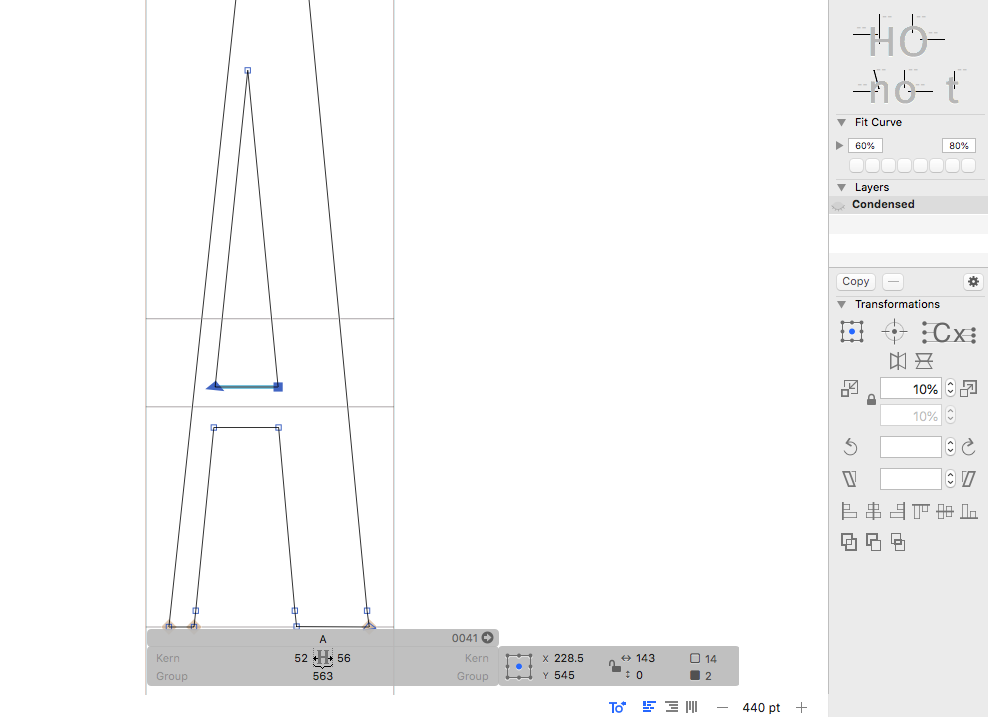 HO
no t
Fit Curve
60% 80%
Layers
Condensed
Copy
Transformations
Cx
10%
10%
A 0041
Kern 52 H 56 Kern
Group 563 Group
X 228.5 143 14
Y 545 0 2
To 440 pt